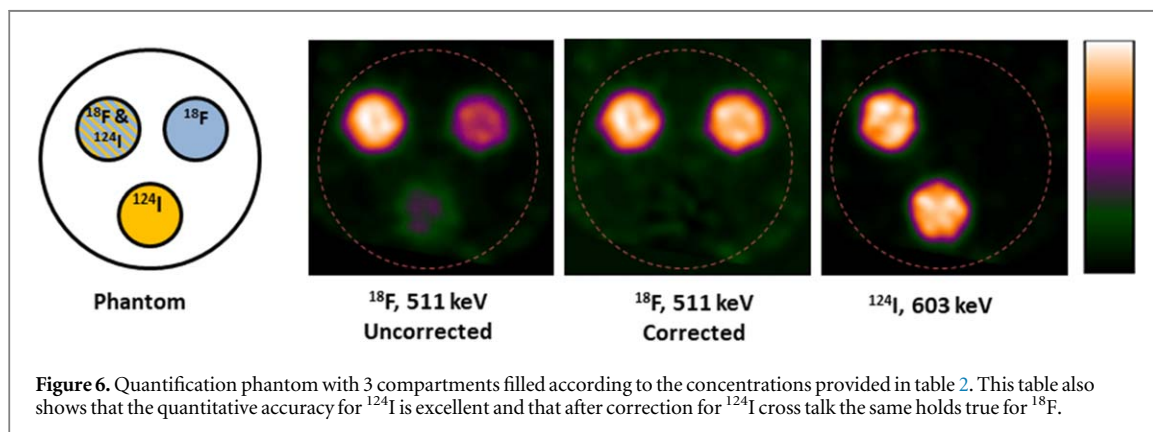 ¹⁸F &
¹²⁴I
¹⁸F
¹²⁴I
Phantom
¹⁸F, 511 keV
Uncorrected
¹⁸F, 511 keV
Corrected
¹²⁴I, 603 keV
Figure 6. Quantification phantom with 3 compartments filled according to the concentrations provided in table 2. This table also
shows that the quantitative accuracy for ¹²⁴I is excellent and that after correction for ¹²⁴I cross talk the same holds true for ¹⁸F.